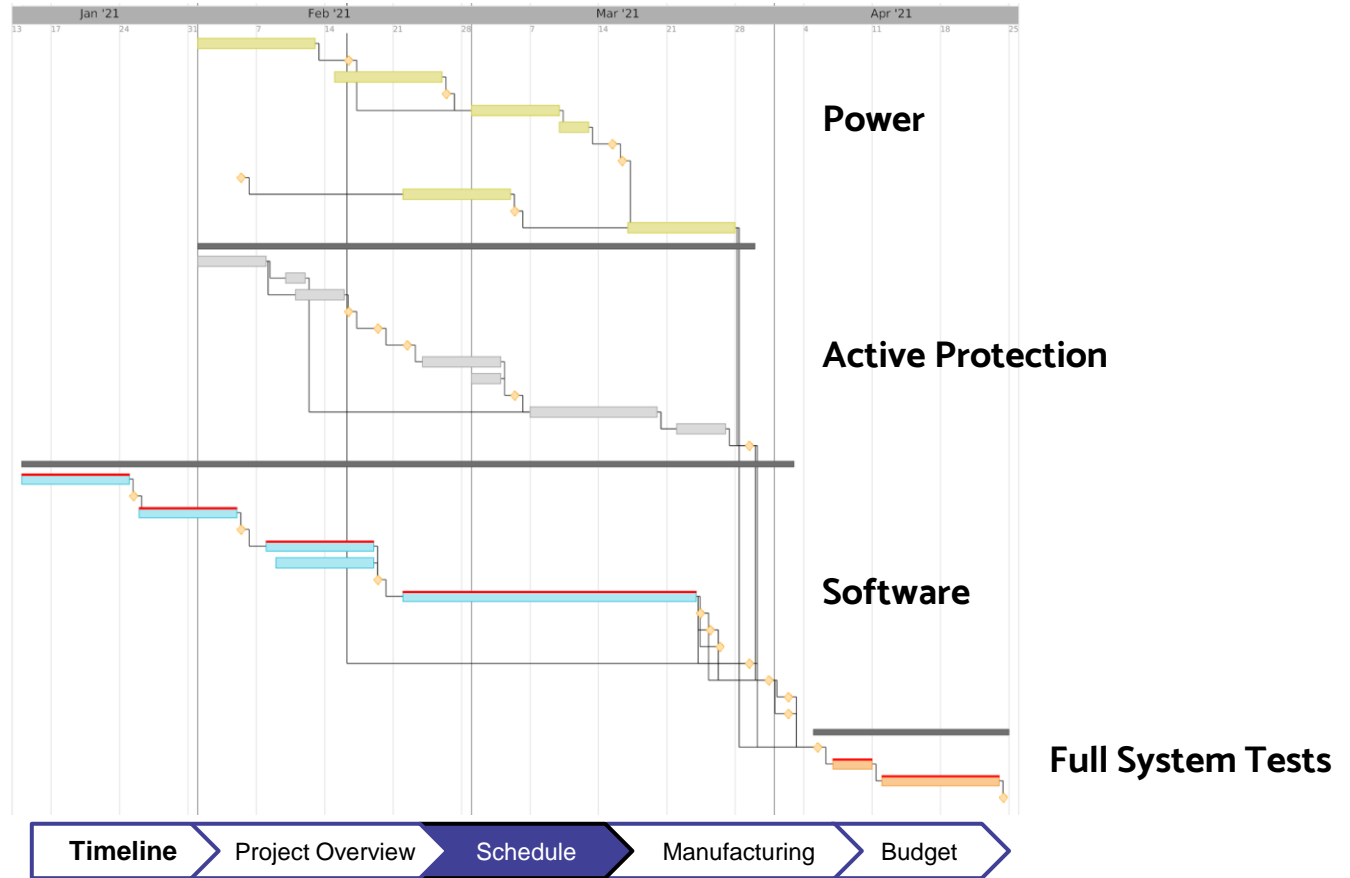 Jan '21 Feb '21 Mar '21 Apr '21
13 17 24 31 7 14 21 28 7 14 21 28 4 11 18 25
Power
Active Protection
Software
Full System Tests
Timeline Project Overview Schedule Manufacturing Budget